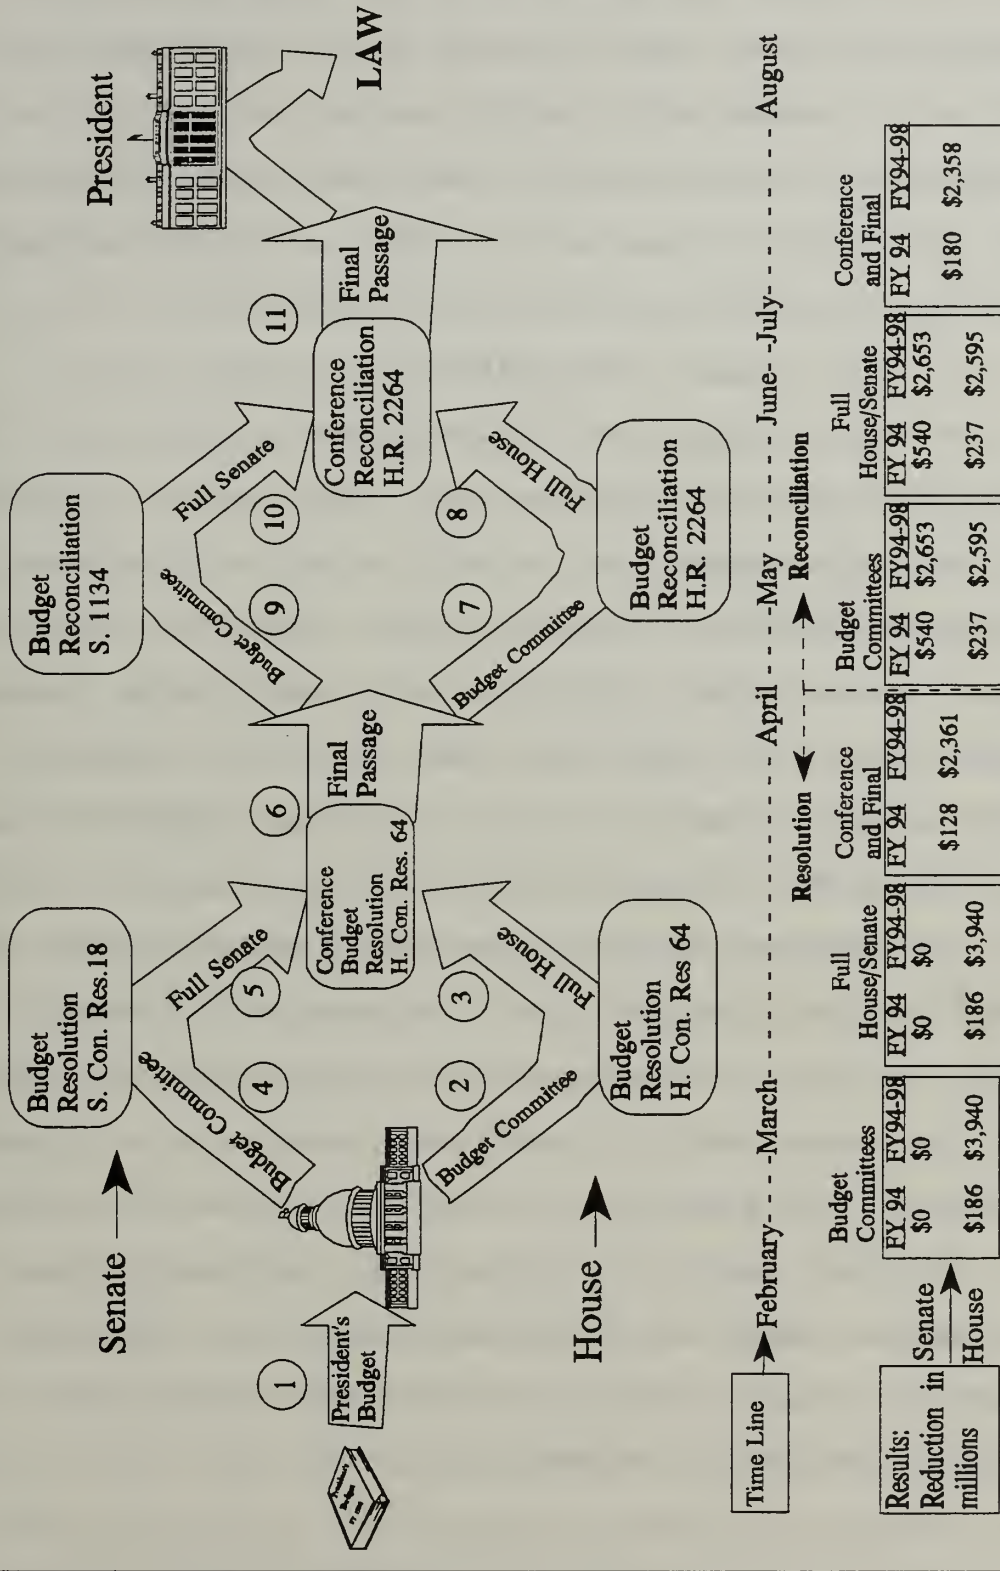 President
LAW
Senate
House
1
President's
Budget
President's
Budget
Budget Committee
2
Full House
3
Budget Committee
4
Full Senate
5
Budget
Resolution
S. Con. Res.18
Budget
Resolution
H. Con. Res 64
Conference
Budget
Resolution
H. Con. Res. 64
6
Final
Passage
Budget Committee
7
Full House
8
Budget Committee
9
Full Senate
10
Budget
Reconciliation
S. 1134
Budget
Reconciliation
H.R. 2264
Conference
Reconciliation
H.R. 2264
11
Final
Passage
Time Line
February- - -March- - - - - - - - - - April - - - - - -May - - - - - June- - -July- - - - - - - August
Resolution Reconciliation
Results:
Reduction in
millions
Senate
House
Budget
Committees
FY 94 FY94-98
$0 $0
$186 $3,940
Full
House/Senate
FY 94 FY94-98
$0 $0
$186 $3,940
Conference
and Final
FY 94 FY94-98
$128 $2,361
Budget
Committees
FY 94 FY94-98
$540 $2,653
$237 $2,595
Full
House/Senate
FY 94 FY94-98
$540 $2,653
$237 $2,595
Conference
and Final
FY 94 FY94-98
$180 $2,358